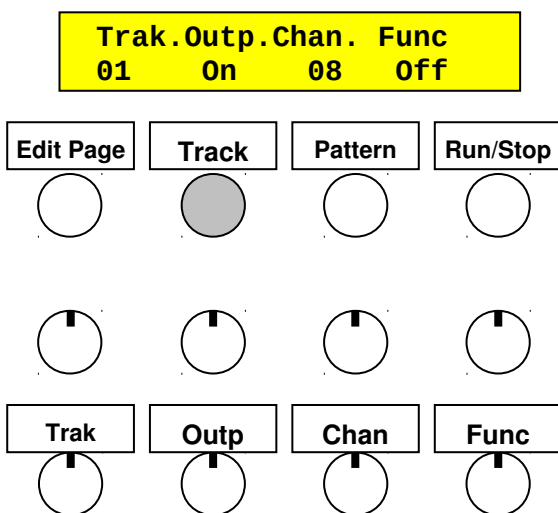 Trak.Outp.Chan. Func
01 On 08 Off
Edit Page Track Pattern Run/Stop
Trak Outp Chan Func